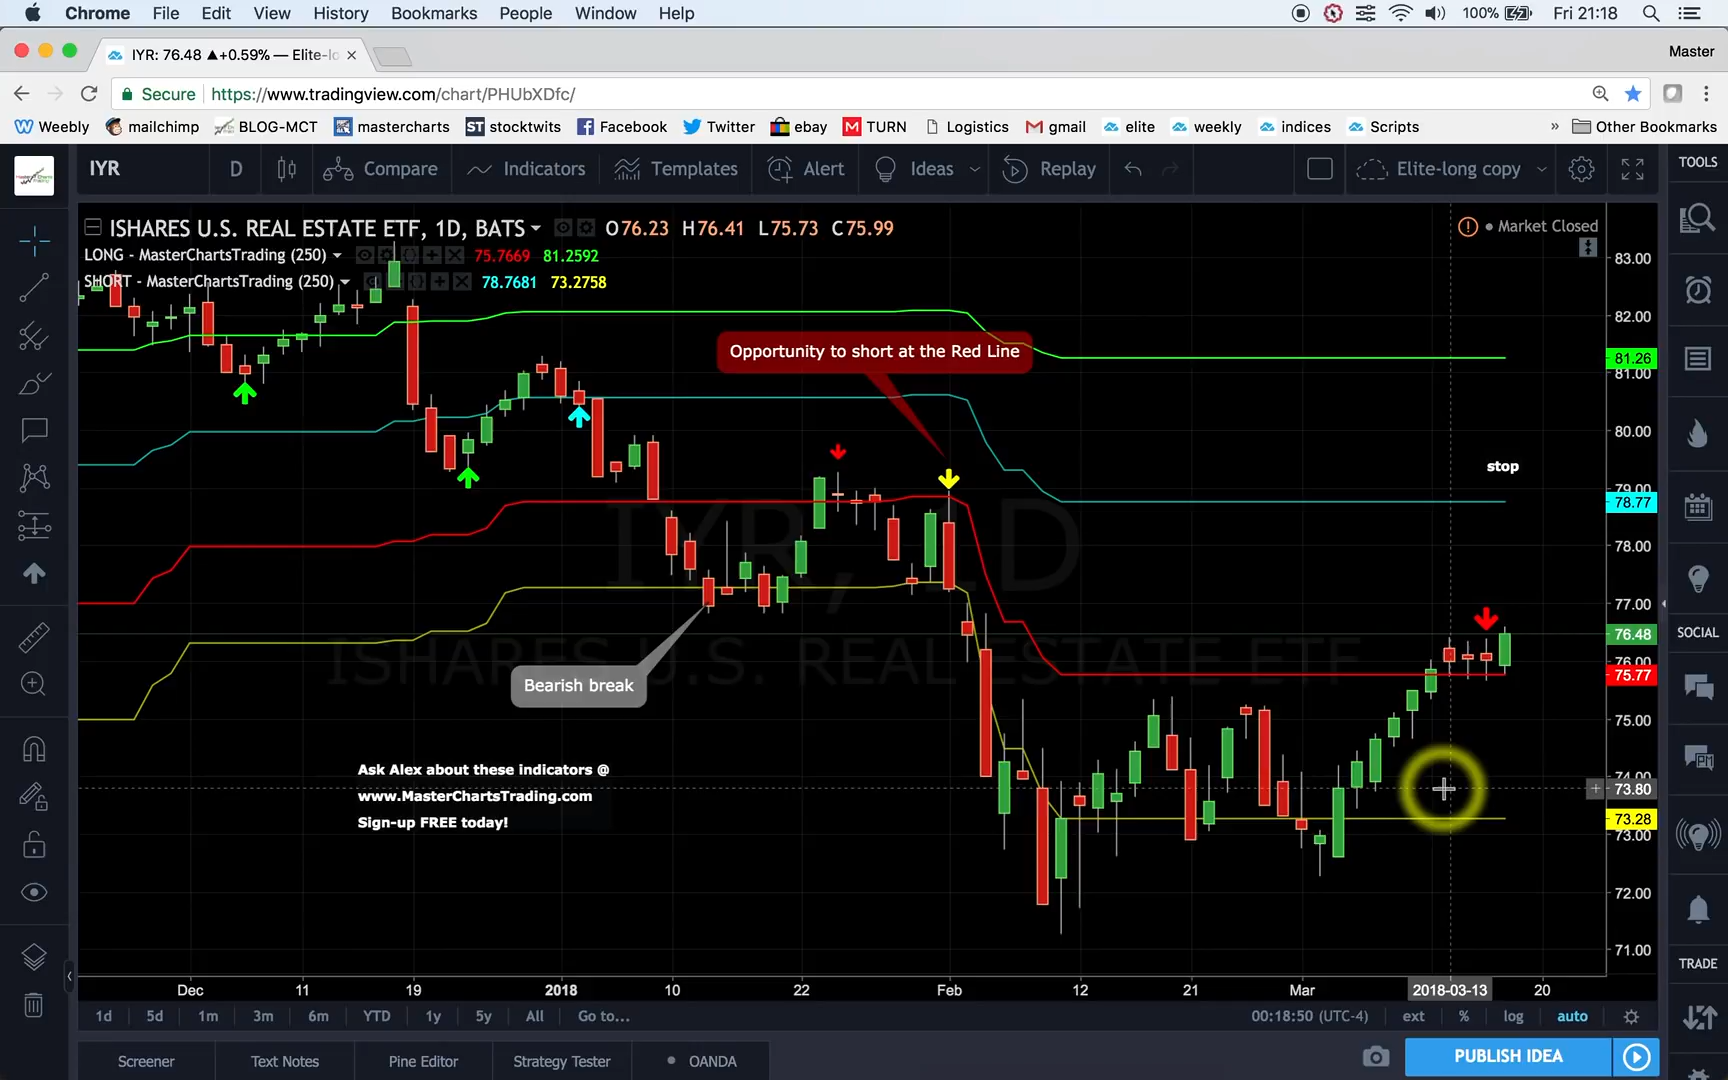 Chrome File Edit View History Bookmarks People Window Help 100% Fri 21:18
IYR: 76.48 ▲+0.59% — Elite-lo Master
Secure https://www.tradingview.com/chart/PHUbXDfc/
Weebly mailchimp BLOG-MCT mastercharts ST stocktwits Facebook Twitter ebay TURN Logistics gmail elite weekly indices Scripts » Other Bookmarks
IYR D Compare Indicators Templates Alert Ideas Replay Elite-long copy TOOLS
ISHARES U.S. REAL ESTATE ETF, 1D, BATS O76.23 H76.41 L75.73 C75.99 Market Closed
LONG - MasterChartsTrading (250) 75.7669 81.2592
SHORT - MasterChartsTrading (250) 78.7681 73.2758
83.00
82.00
Opportunity to short at the Red Line
81.26
81.00
80.00
stop
79.00
78.77
IYR, 1D
78.00
77.00
SOCIAL
76.48
ISHARES U.S. REAL ESTATE ETF
76.00
75.77
Bearish break
75.00
Ask Alex about these indicators @
74.00
73.80
www.MasterChartsTrading.com
Sign-up FREE today!
73.28
73.00
72.00
71.00
TRADE
Dec 11 19 2018 10 22 Feb 12 21 Mar 2018-03-13 20
1d 5d 1m 3m 6m YTD 1y 5y All Go to... 00:18:50 (UTC-4) ext % log auto
Screener Text Notes Pine Editor Strategy Tester OANDA PUBLISH IDEA